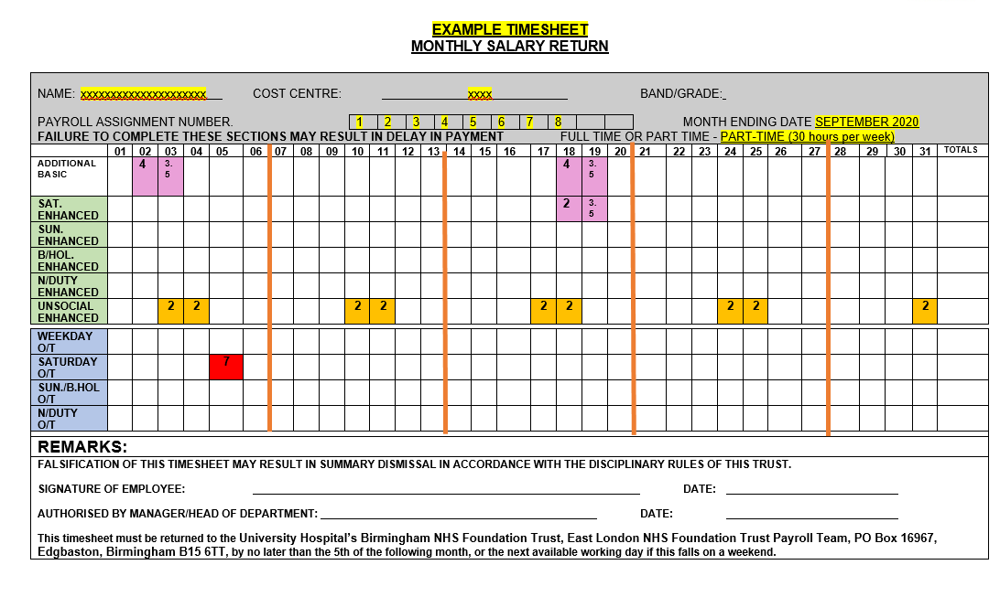 EXAMPLE TIMESHEET
MONTHLY SALARY RETURN
NAME: xxxxxxxxxxxxxxxxxxxxx COST CENTRE: xxxx BAND/GRADE:
PAYROLL ASSIGNMENT NUMBER. 1 2 3 4 5 6 7 8 MONTH ENDING DATE SEPTEMBER 2020
FAILURE TO COMPLETE THESE SECTIONS MAY RESULT IN DELAY IN PAYMENT FULL TIME OR PART TIME - PART-TIME (30 hours per week)
01 02 03 04 05 06 07 08 09 10 11 12 13 14 15 16 17 18 19 20 21 22 23 24 25 26 27 28 29 30 31 TOTALS
ADDITIONAL 4 3. 4 3.
BASIC 5 5
SAT. 2 3.
ENHANCED 5
SUN.
ENHANCED
B/HOL.
ENHANCED
N/DUTY
ENHANCED
UNSOCIAL 2 2 2 2 2 2 2 2 2
ENHANCED
WEEKDAY
O/T
SATURDAY 7
O/T
SUN./B.HOL
O/T
N/DUTY
O/T
REMARKS:
FALSIFICATION OF THIS TIMESHEET MAY RESULT IN SUMMARY DISMISSAL IN ACCORDANCE WITH THE DISCIPLINARY RULES OF THIS TRUST.
SIGNATURE OF EMPLOYEE: DATE:
AUTHORISED BY MANAGER/HEAD OF DEPARTMENT: DATE:
This timesheet must be returned to the University Hospital's Birmingham NHS Foundation Trust, East London NHS Foundation Trust Payroll Team, PO Box 16967,
Edgbaston, Birmingham B15 6TT, by no later than the 5th of the following month, or the next available working day if this falls on a weekend.